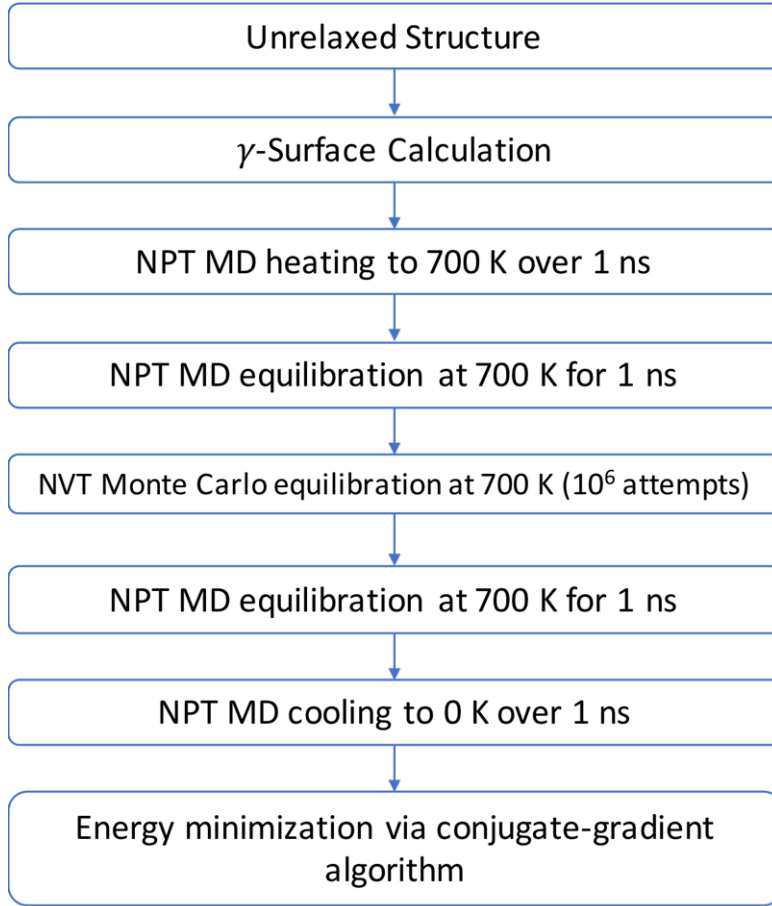 Unrelaxed Structure
γ-Surface Calculation
NPT MD heating to 700 K over 1 ns
NPT MD equilibration at 700 K for 1 ns
NVT Monte Carlo equilibration at 700 K (10⁶ attempts)
NPT MD equilibration at 700 K for 1 ns
NPT MD cooling to 0 K over 1 ns
Energy minimization via conjugate-gradient
algorithm